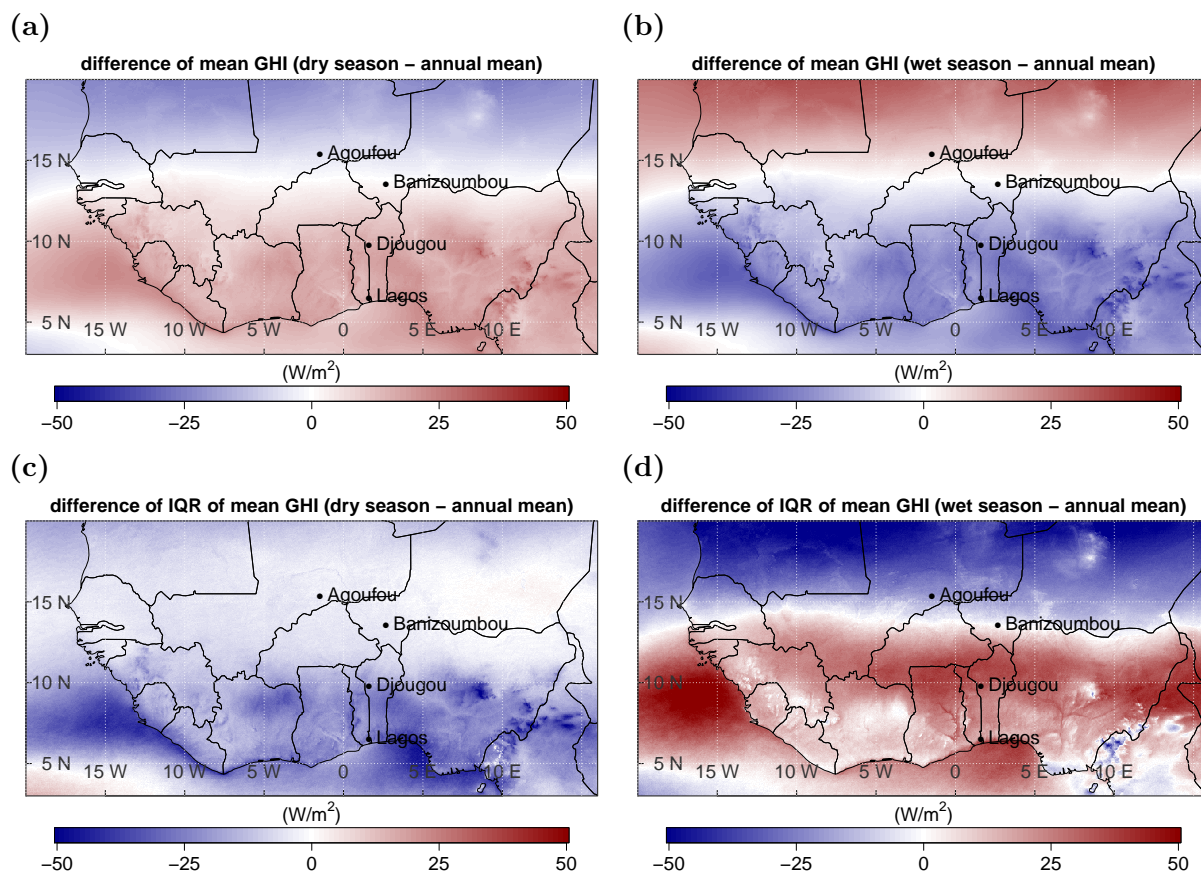 (a)
difference of mean GHI (dry season − annual mean)
Agoufou
15 N
Banizoumbou
10 N
Djougou
Lagos
5 N
15 W 10 W 5 W 0 5 E 10 E
(W/m²)
−50 −25 0 25 50
(b)
difference of mean GHI (wet season − annual mean)
Agoufou
15 N
Banizoumbou
10 N
Djougou
Lagos
5 N
15 W 10 W 5 W 0 5 E 10 E
(W/m²)
−50 −25 0 25 50
(c)
difference of IQR of mean GHI (dry season − annual mean)
Agoufou
15 N
Banizoumbou
10 N
Djougou
Lagos
5 N
15 W 10 W 5 W 0 5 E 10 E
(W/m²)
−50 −25 0 25 50
(d)
difference of IQR of mean GHI (wet season − annual mean)
Agoufou
15 N
Banizoumbou
10 N
Djougou
Lagos
5 N
15 W 10 W 5 W 0 5 E 10 E
(W/m²)
−50 −25 0 25 50